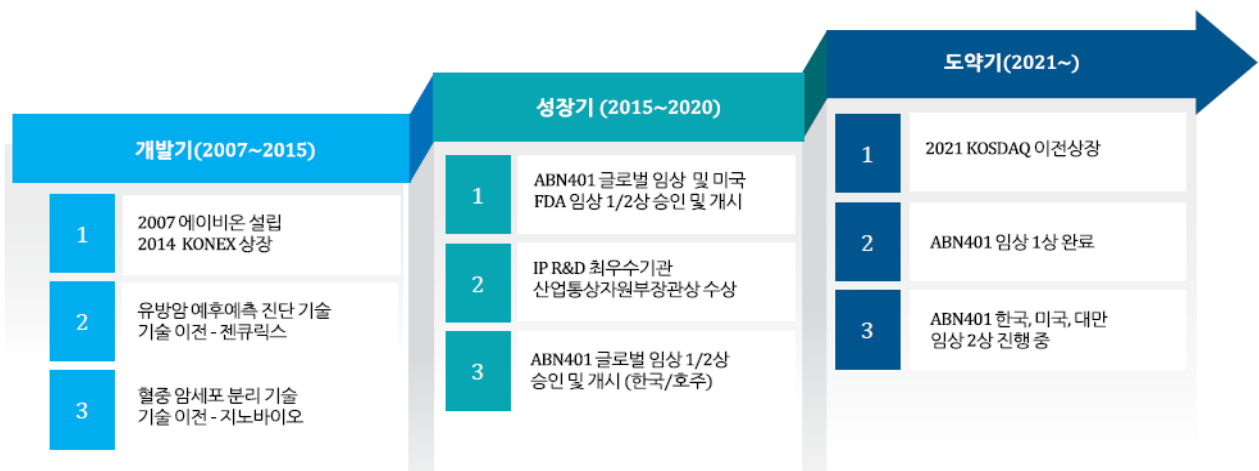 개발기(2007~2015)
1
2007 에이비온 설립
2014 KONEX 상장
2
유방암 예후예측 진단 기술
기술 이전 - 젠큐릭스
3
혈중 암세포 분리 기술
기술 이전 - 지노바이오
성장기 (2015~2020)
1
ABN401 글로벌 임상 및 미국
FDA 임상 1/2상 승인 및 개시
2
IP R&D 최우수기관
산업통상자원부장관상 수상
3
ABN401 글로벌 임상 1/2상
승인 및 개시 (한국/호주)
도약기(2021~)
1
2021 KOSDAQ 이전상장
2
ABN401 임상 1상 완료
3
ABN401 한국, 미국, 대만
임상 2상 진행 중